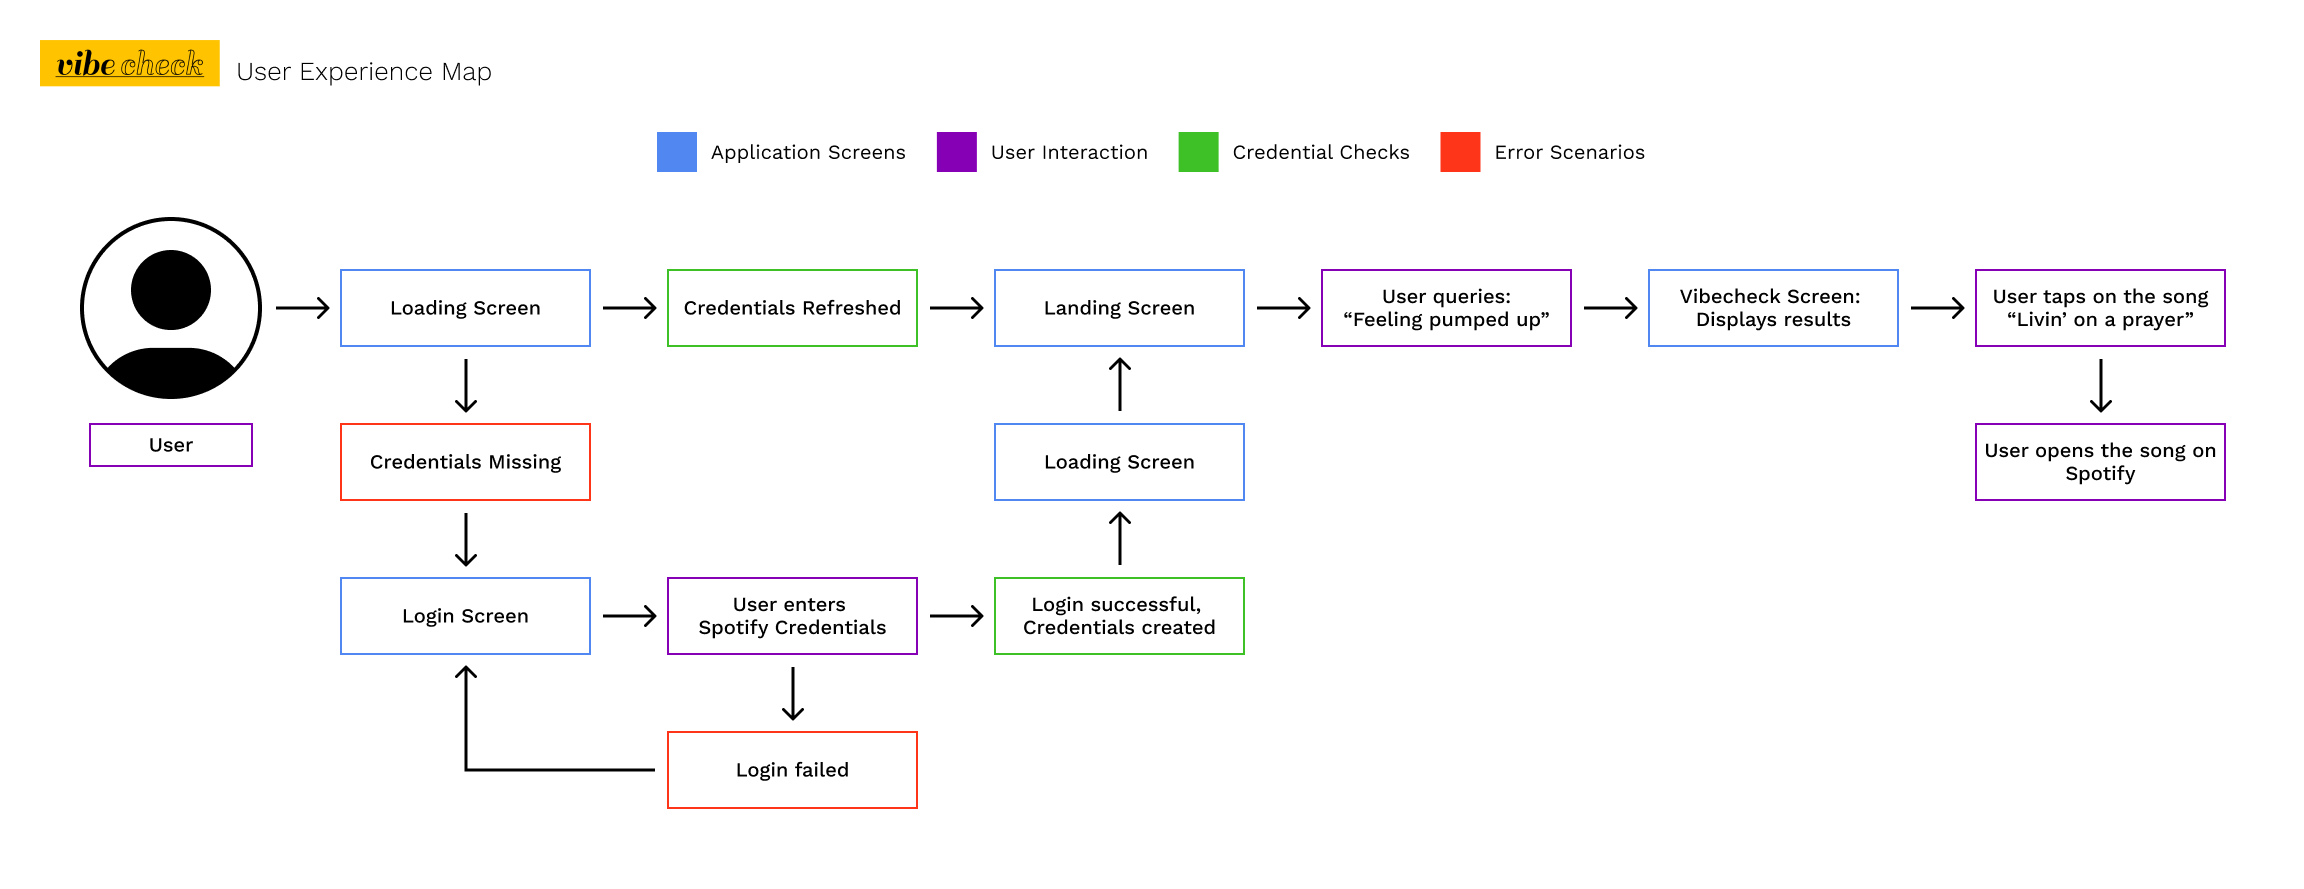 vibe check
User Experience Map
Application Screens
User Interaction
Credential Checks
Error Scenarios
User
Loading Screen
Credentials Refreshed
Landing Screen
User queries:
“Feeling pumped up”
Vibecheck Screen:
Displays results
User taps on the song
“Livin’ on a prayer”
Credentials Missing
Loading Screen
User opens the song on
Spotify
Login Screen
User enters
Spotify Credentials
Login successful,
Credentials created
Login failed